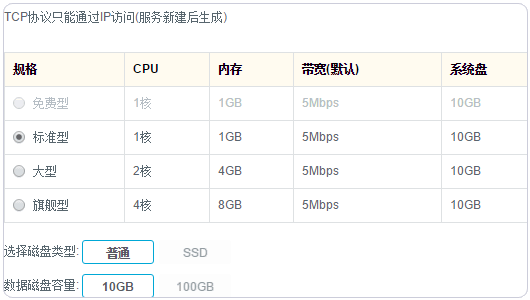 TCP协议只能通过IP访问(服务新建后生成)
规格 CPU 内存 带宽(默认) 系统盘
免费型 1核 1GB 5Mbps 10GB
标准型 1核 1GB 5Mbps 10GB
大型 2核 4GB 5Mbps 10GB
旗舰型 4核 8GB 5Mbps 10GB
选择磁盘类型: 普通 SSD
数据磁盘容量: 10GB 100GB